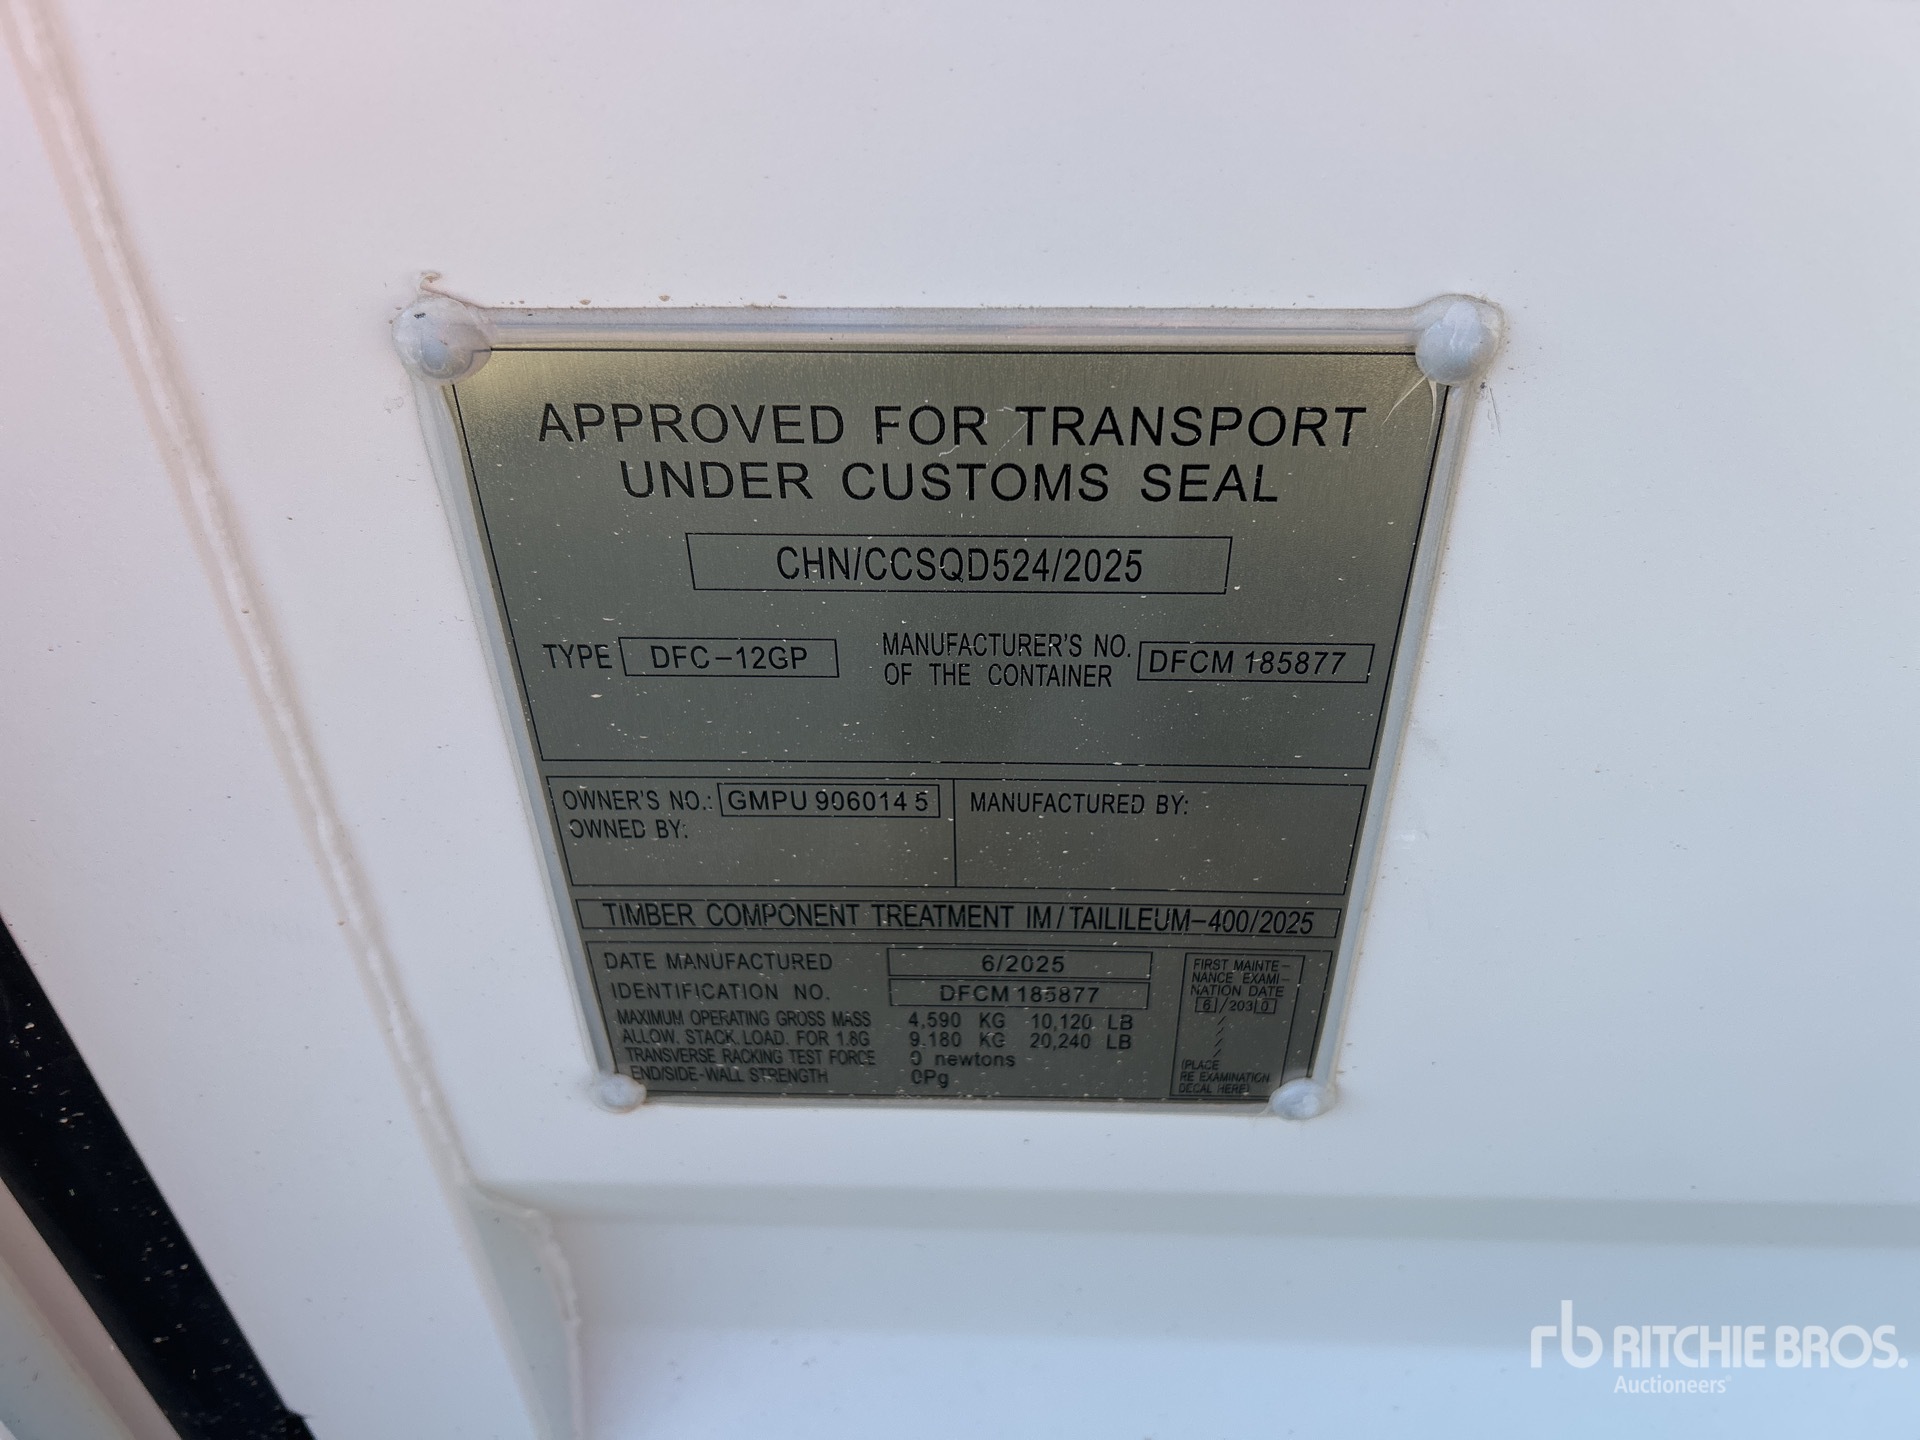 APPROVED FOR TRANSPORT
UNDER CUSTOMS SEAL
CHN/CCSQD524/2025
TYPE DFC-12GP
MANUFACTURER'S NO.
OF THE CONTAINER
DFCM 185877
OWNER'S NO.: GMPU 906014 5
OWNED BY:
MANUFACTURED BY:
TIMBER COMPONENT TREATMENT IM/TAILILEUM-400/2025
DATE MANUFACTURED 6/2025
IDENTIFICATION NO. DFCM 185877
MAXIMUM OPERATING GROSS MASS 4,590 KG 10,120 LB
ALLOW. STACK. LOAD. FOR 1.8G 9.180 KG 20,240 LB
TRANSVERSE RACKING TEST FORCE 0 newtons
END/SIDE-WALL STRENGTH 0Pg
FIRST MAINTE-
NANCE EXAMI-
NATION DATE
6/2030
/
/
/
(PLACE
RE EXAMINATION
DECAL HERE)
rb RITCHIE BROS.
Auctioneers